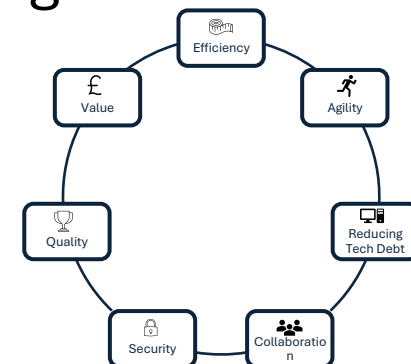 Efficiency
Agility
Reducing
Tech Debt
Collaboratio
n
Security
Quality
£
Value